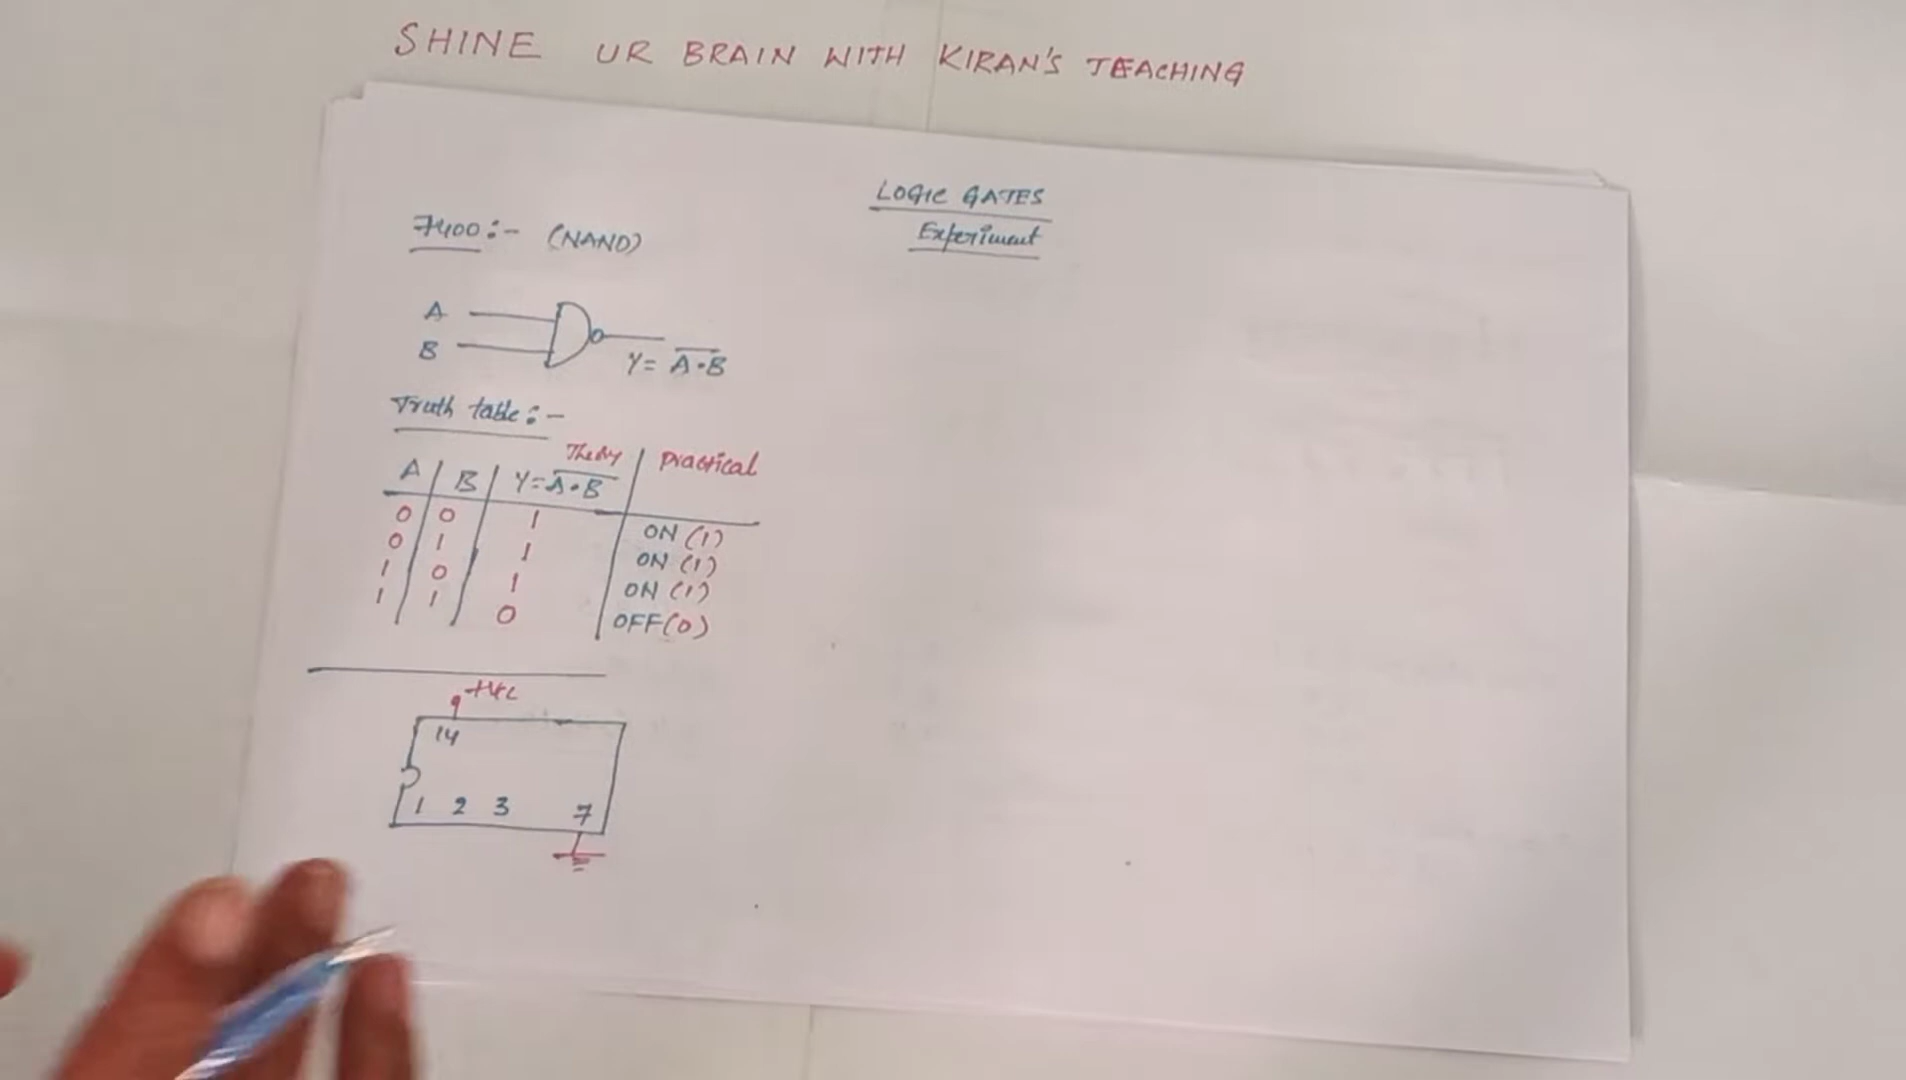 SHINE UR BRAIN WITH KIRAN'S TEACHING
LOGIC GATES
Experiment
7400:- (NAND)
A
B
Y= A·B
Truth table:-
Theory Practical
A B Y=A·B
0 0 1 ON (1)
0 1 1 ON (1)
1 0 1 ON (1)
1 1 0 OFF(0)
+Vcc
14
1 2 3 7